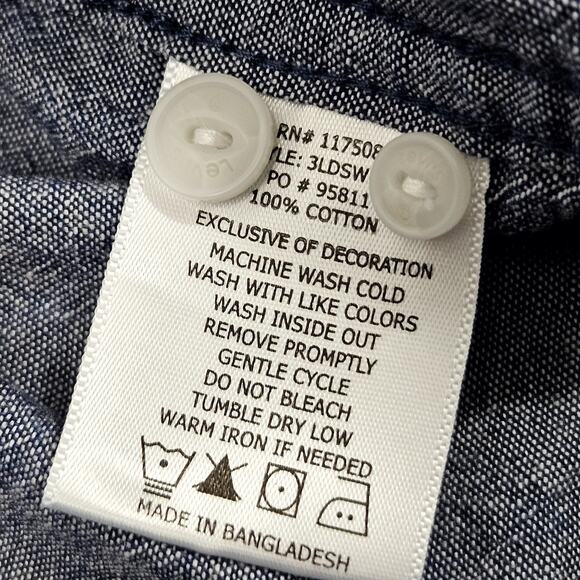 RN# 117508
3LDSW
PO # 95811
100% COTTON
EXCLUSIVE OF DECORATION
MACHINE WASH COLD
WASH WITH LIKE COLORS
WASH INSIDE OUT
REMOVE PROMPTLY
GENTLE CYCLE
DO NOT BLEACH
TUMBLE DRY LOW
WARM IRON IF NEEDED
MADE IN BANGLADESH